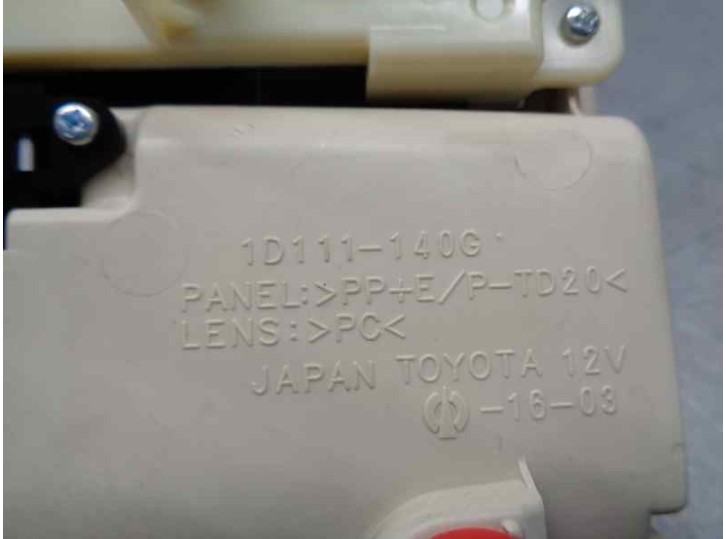 1D111-140G
PANEL:>PP+E/P-TD20<
LENS:>PC<
JAPAN TOYOTA 12V
-16-03